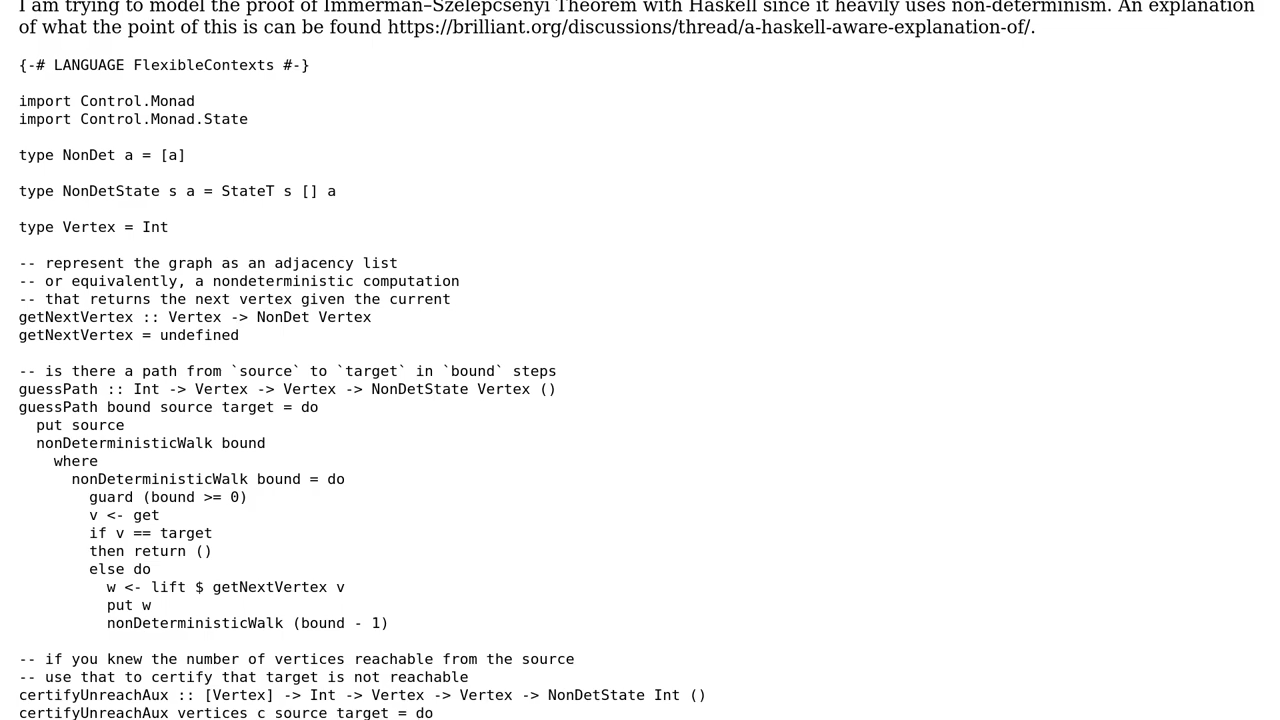 I am trying to model the proof of Immerman–Szelepcsényi Theorem with Haskell since it heavily uses non-determinism. An explanation
of what the point of this is can be found https://brilliant.org/discussions/thread/a-haskell-aware-explanation-of/.
{-# LANGUAGE FlexibleContexts #-}
import Control.Monad
import Control.Monad.State
type NonDet a = [a]
type NonDetState s a = StateT s [] a
type Vertex = Int
-- represent the graph as an adjacency list
-- or equivalently, a nondeterministic computation
-- that returns the next vertex given the current
getNextVertex :: Vertex -> NonDet Vertex
getNextVertex = undefined
-- is there a path from `source` to `target` in `bound` steps
guessPath :: Int -> Vertex -> Vertex -> NonDetState Vertex ()
guessPath bound source target = do
  put source
  nonDeterministicWalk bound
    where
      nonDeterministicWalk bound = do
        guard (bound >= 0)
        v <- get
        if v == target
        then return ()
        else do
          w <- lift $ getNextVertex v
          put w
          nonDeterministicWalk (bound - 1)
-- if you knew the number of vertices reachable from the source
-- use that to certify that target is not reachable
certifyUnreachAux :: [Vertex] -> Int -> Vertex -> Vertex -> NonDetState Int ()
certifyUnreachAux vertices c source target = do